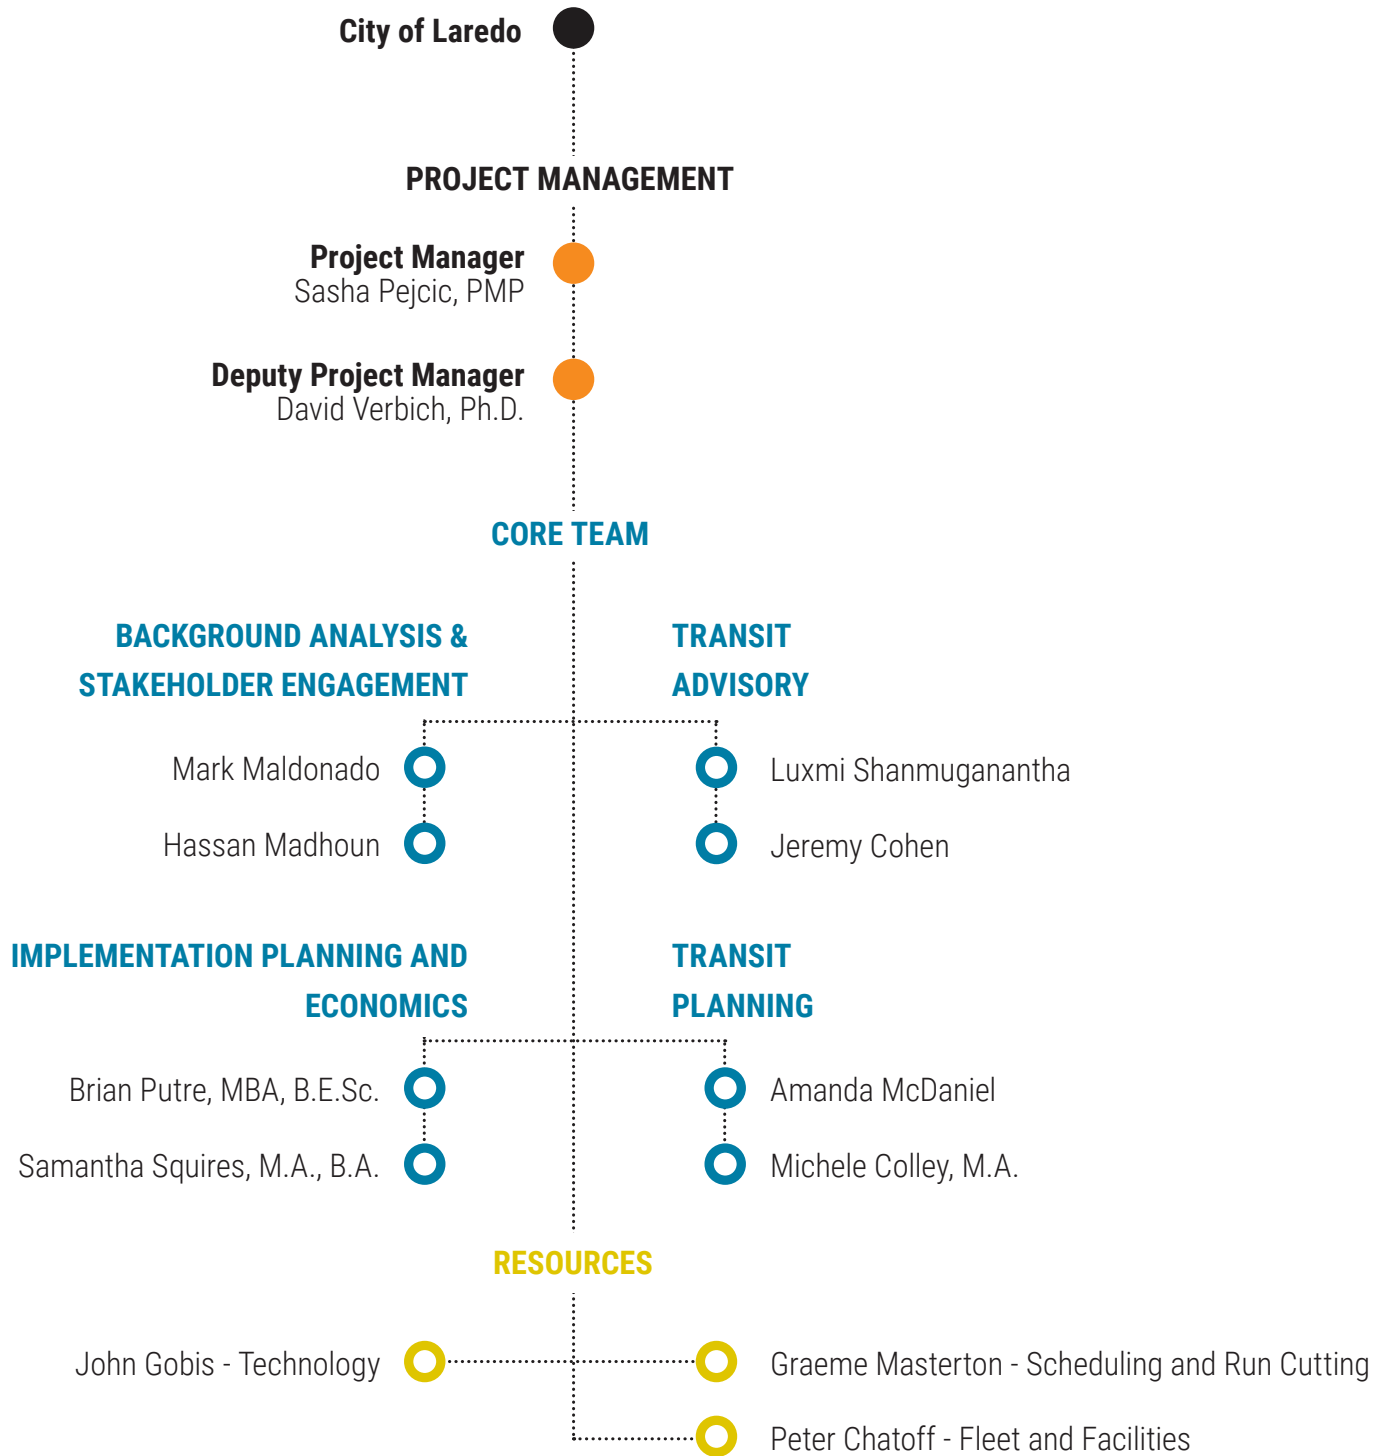 City of Laredo
PROJECT MANAGEMENT
Project Manager
Sasha Pejcic, PMP
Deputy Project Manager
David Verbich, Ph.D.
CORE TEAM
BACKGROUND ANALYSIS &
STAKEHOLDER ENGAGEMENT
Mark Maldonado
Hassan Madhoun
TRANSIT
ADVISORY
Luxmi Shanmuganantha
Jeremy Cohen
IMPLEMENTATION PLANNING AND
ECONOMICS
Brian Putre, MBA, B.E.Sc.
Samantha Squires, M.A., B.A.
TRANSIT
PLANNING
Amanda McDaniel
Michele Colley, M.A.
RESOURCES
John Gobis - Technology
Graeme Masterton - Scheduling and Run Cutting
Peter Chatoff - Fleet and Facilities